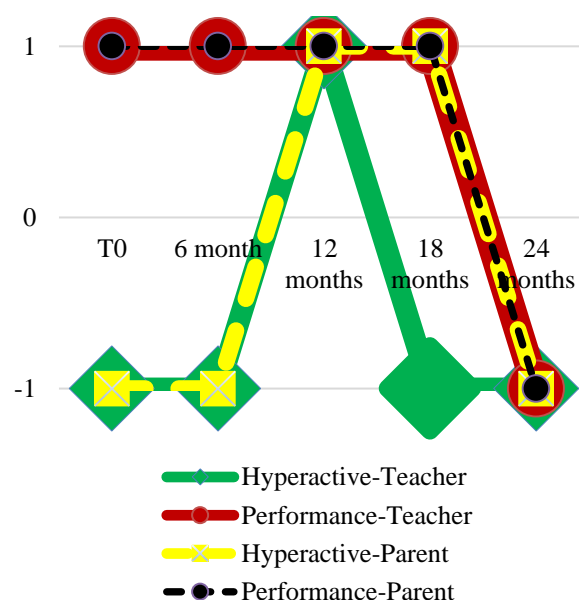 1
0
T0
6 month
12 months
18 months
24 months
-1
Hyperactive-Teacher
Performance-Teacher
Hyperactive-Parent
Performance-Parent